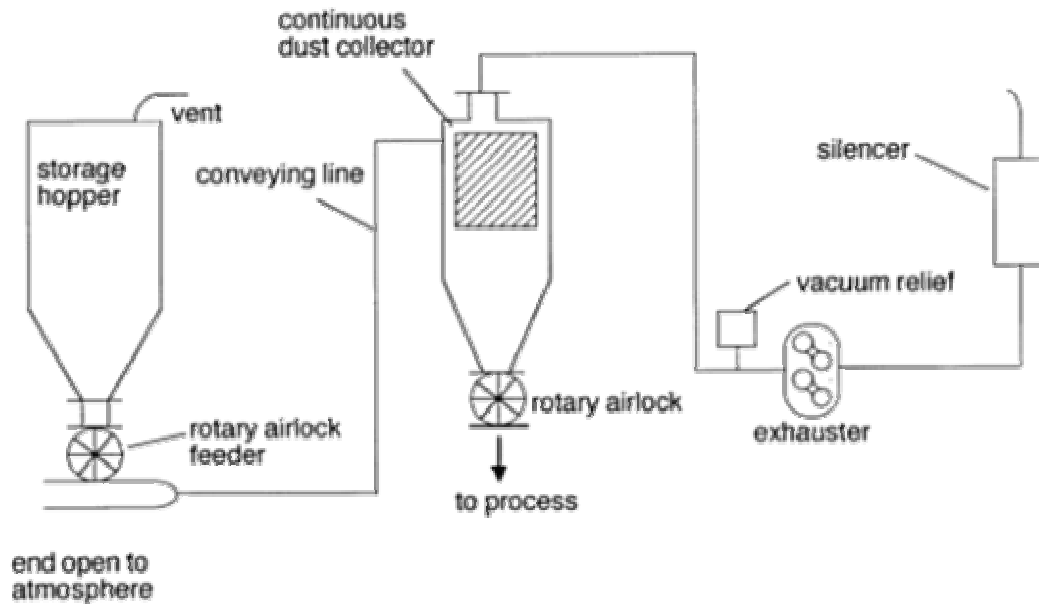 continuous
dust collector
vent
storage
hopper
conveying line
silencer
vacuum relief
rotary airlock
feeder
rotary airlock
exhauster
to process
end open to
atmosphere